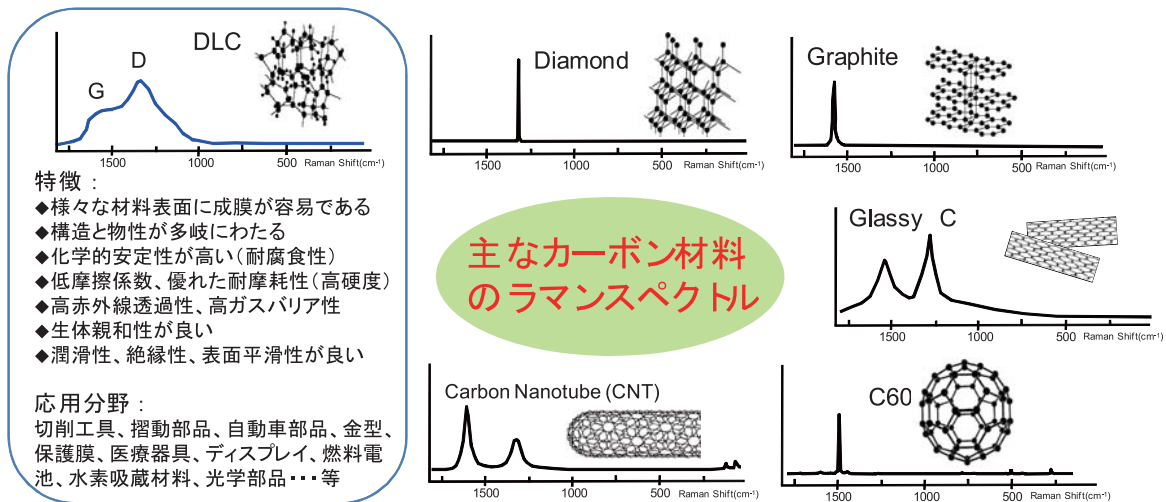 DLC
D
G
1500 1000 500 Raman Shift(cm-1)
特徴：
◆様々な材料表面に成膜が容易である
◆構造と物性が多岐にわたる
◆化学的安定性が高い（耐腐食性）
◆低摩擦係数、優れた耐摩耗性（高硬度）
◆高赤外線透過性、高ガスバリア性
◆生体親和性が良い
◆潤滑性、絶縁性、表面平滑性が良い
応用分野：
切削工具、摺動部品、自動車部品、金型、
保護膜、医療器具、ディスプレイ、燃料電
池、水素吸蔵材料、光学部品・・・等
Diamond
1500 1000 500 Raman Shift(cm-1)
Graphite
1500 1000 500 Raman Shift(cm-1)
主なカーボン材料
のラマンスペクトル
Glassy C
1500 1000 500 Raman Shift(cm-1)
Carbon Nanotube (CNT)
1500 1000 500 Raman Shift(cm-1)
C60
1500 1000 500 Raman Shift(cm-1)